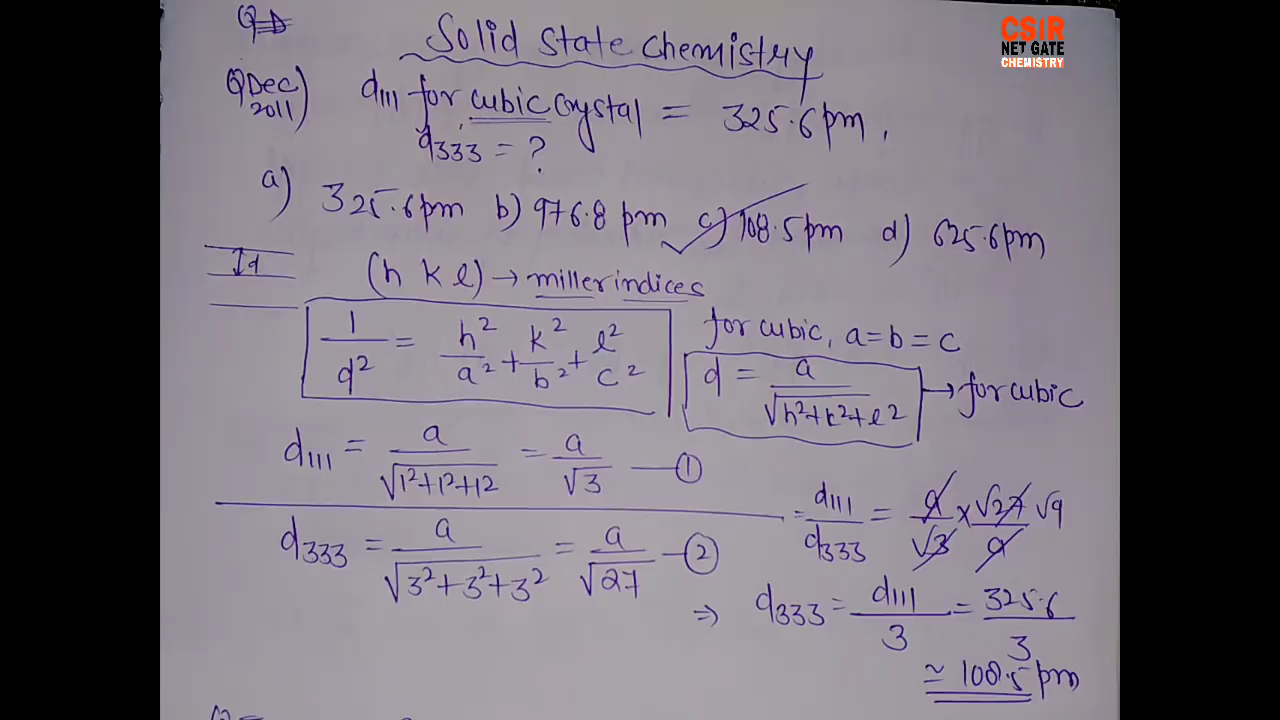 Solid State Chemistry
CSIR
NET GATE
CHEMISTRY
Q Dec 2011) d111 for cubic crystal = 325.6 pm,
d333 = ?
a) 325.6 pm b) 976.8 pm c) 108.5 pm d) 625.6 pm
(h k l) → miller indices
1/d² = h²/a² + k²/b² + l²/c²
for cubic, a = b = c
d = a/√h²+k²+l² → for cubic
d111 = a/√1²+1²+1² = a/√3 — ①
d333 = a/√3²+3²+3² = a/√27 — ②
= d111/d333 = a/√3 × √27/a √9
⇒ d333 = d111/3 = 325.6/3
≃ 108.5 pm